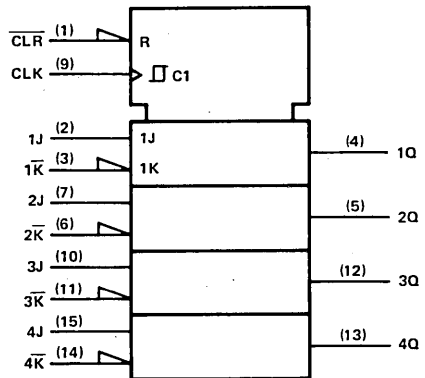 C̅L̅R̅ (1) R
CLK (9) C1
1J (2) 1J
(4) 1Q
1K̅ (3) 1K
2J (7)
(5) 2Q
2K̅ (6)
3J (10)
(12) 3Q
3K̅ (11)
4J (15)
(13) 4Q
4K̅ (14)